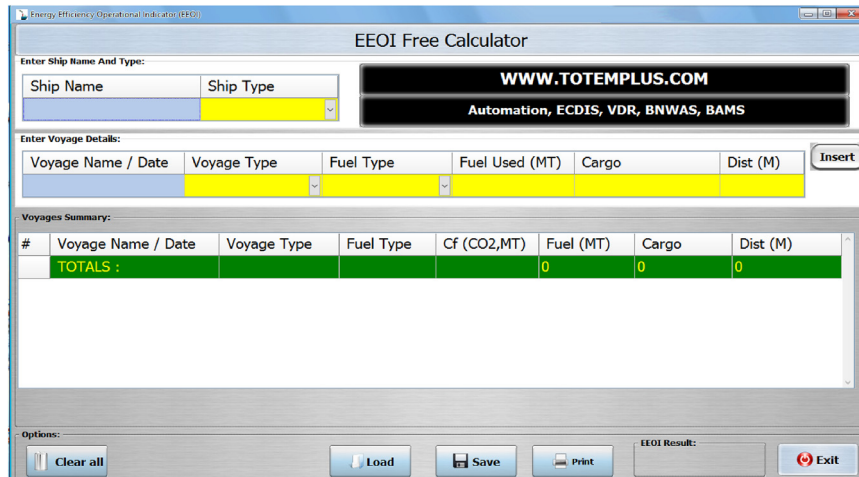 Energy Efficiency Operational Indicator (EEOI)
EEOI Free Calculator
Enter Ship Name And Type:
Ship Name Ship Type
WWW.TOTEMPLUS.COM
Automation, ECDIS, VDR, BNWAS, BAMS
Enter Voyage Details:
Voyage Name / Date Voyage Type Fuel Type Fuel Used (MT) Cargo Dist (M) Insert
Voyages Summary:
# Voyage Name / Date Voyage Type Fuel Type Cf (CO2,MT) Fuel (MT) Cargo Dist (M)
TOTALS : 0 0 0
Options:
Clear all Load Save Print EEOI Result: Exit